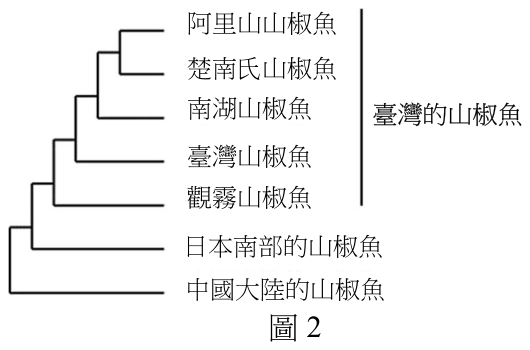 阿里山山椒魚
楚南氏山椒魚
南湖山椒魚
臺灣的山椒魚
臺灣山椒魚
觀霧山椒魚
日本南部的山椒魚
中國大陸的山椒魚
圖 2